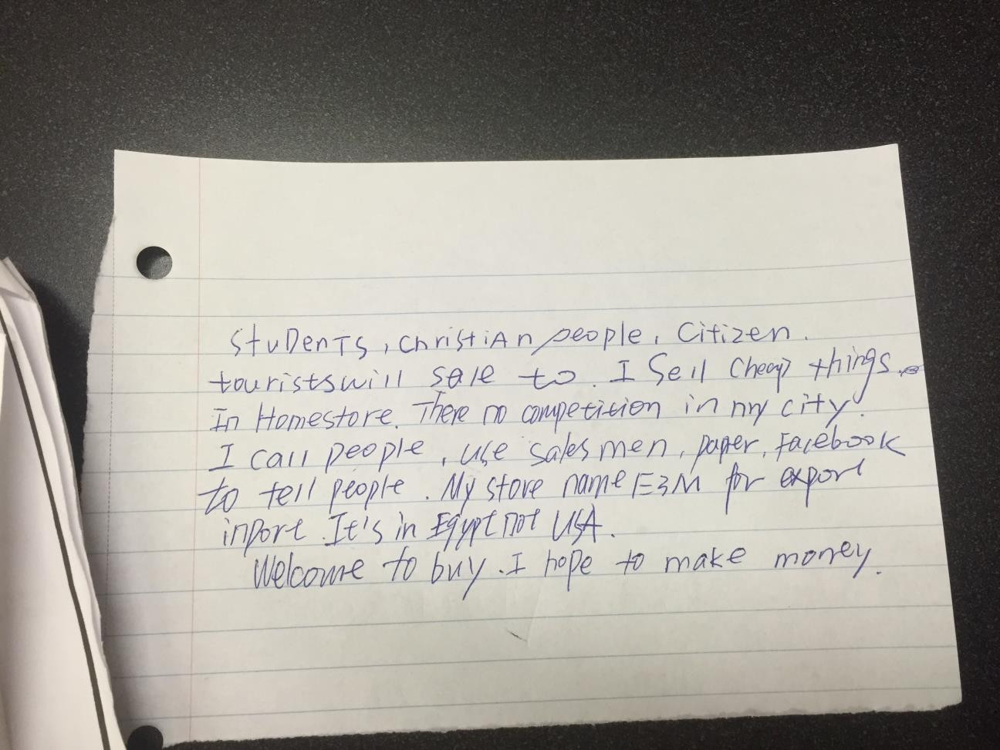 Students, Christian people, Citizen.
tourists will sale to. I Sell Cheap things.
In Homestore. There no competition in my city.
I call people, use salesmen, paper, Facebook
to tell people. My store name E3M for export
inport. It's in Egypt not USA.
Welcome to buy. I hope to make money.